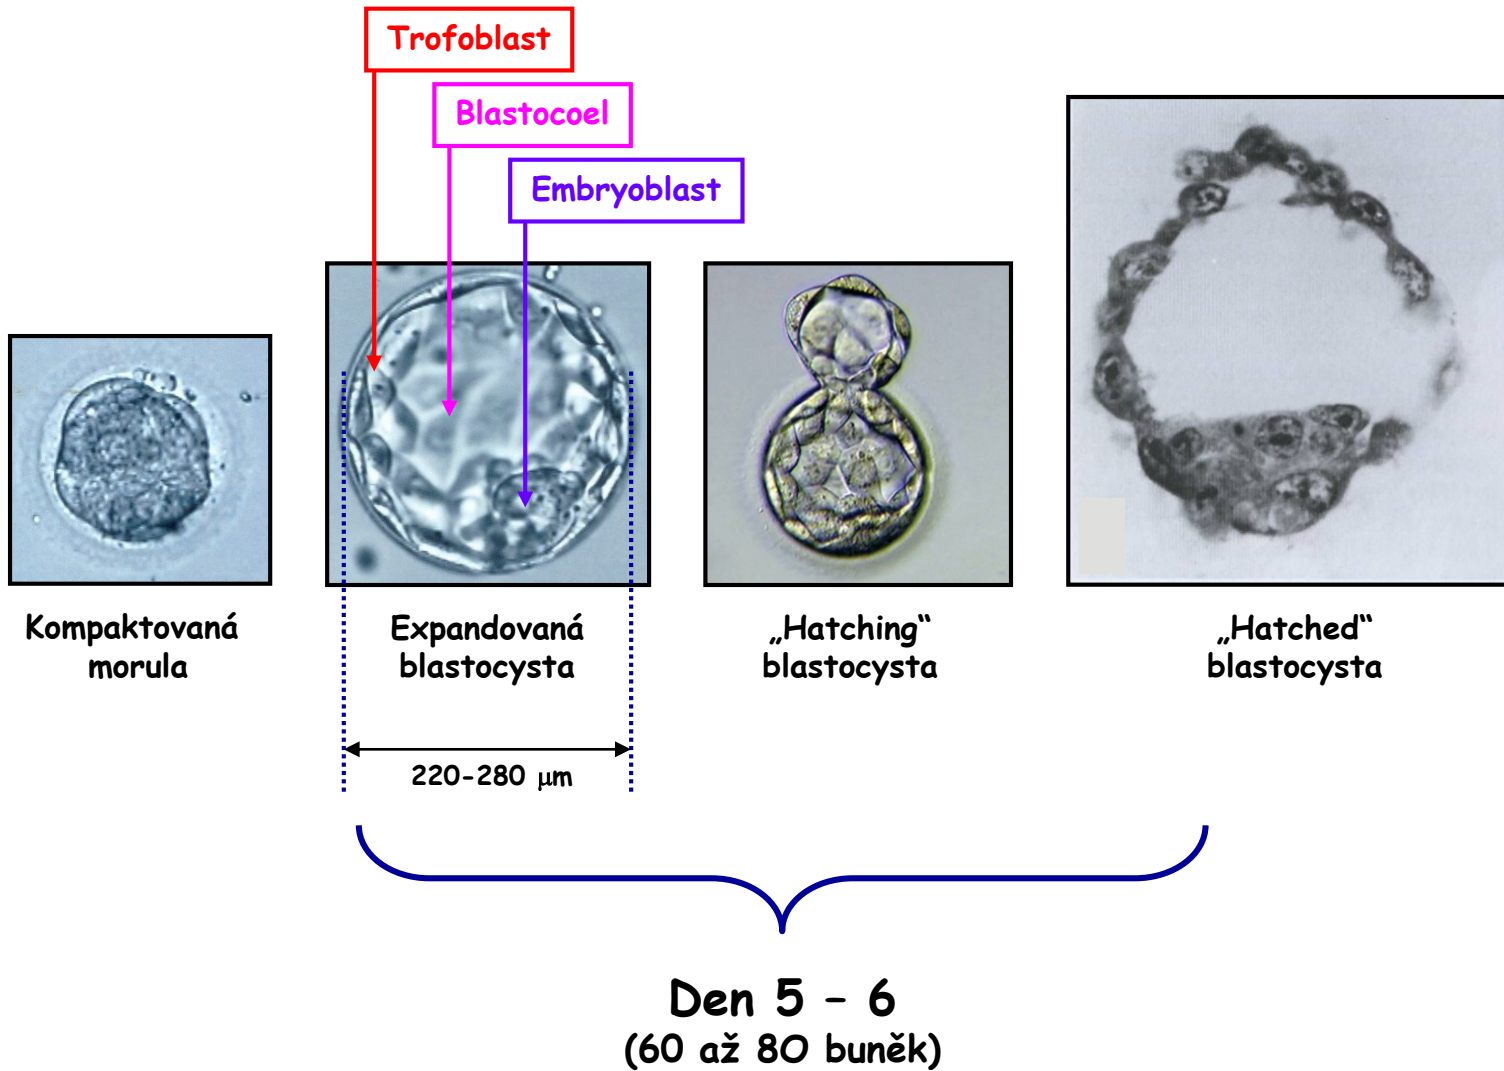 Trofoblast
Blastocoel
Embryoblast
Kompaktovaná
morula
Expandovaná
blastocysta
„Hatching“
blastocysta
„Hatched“
blastocysta
220-280 μm
Den 5 - 6
(60 až 80 buněk)